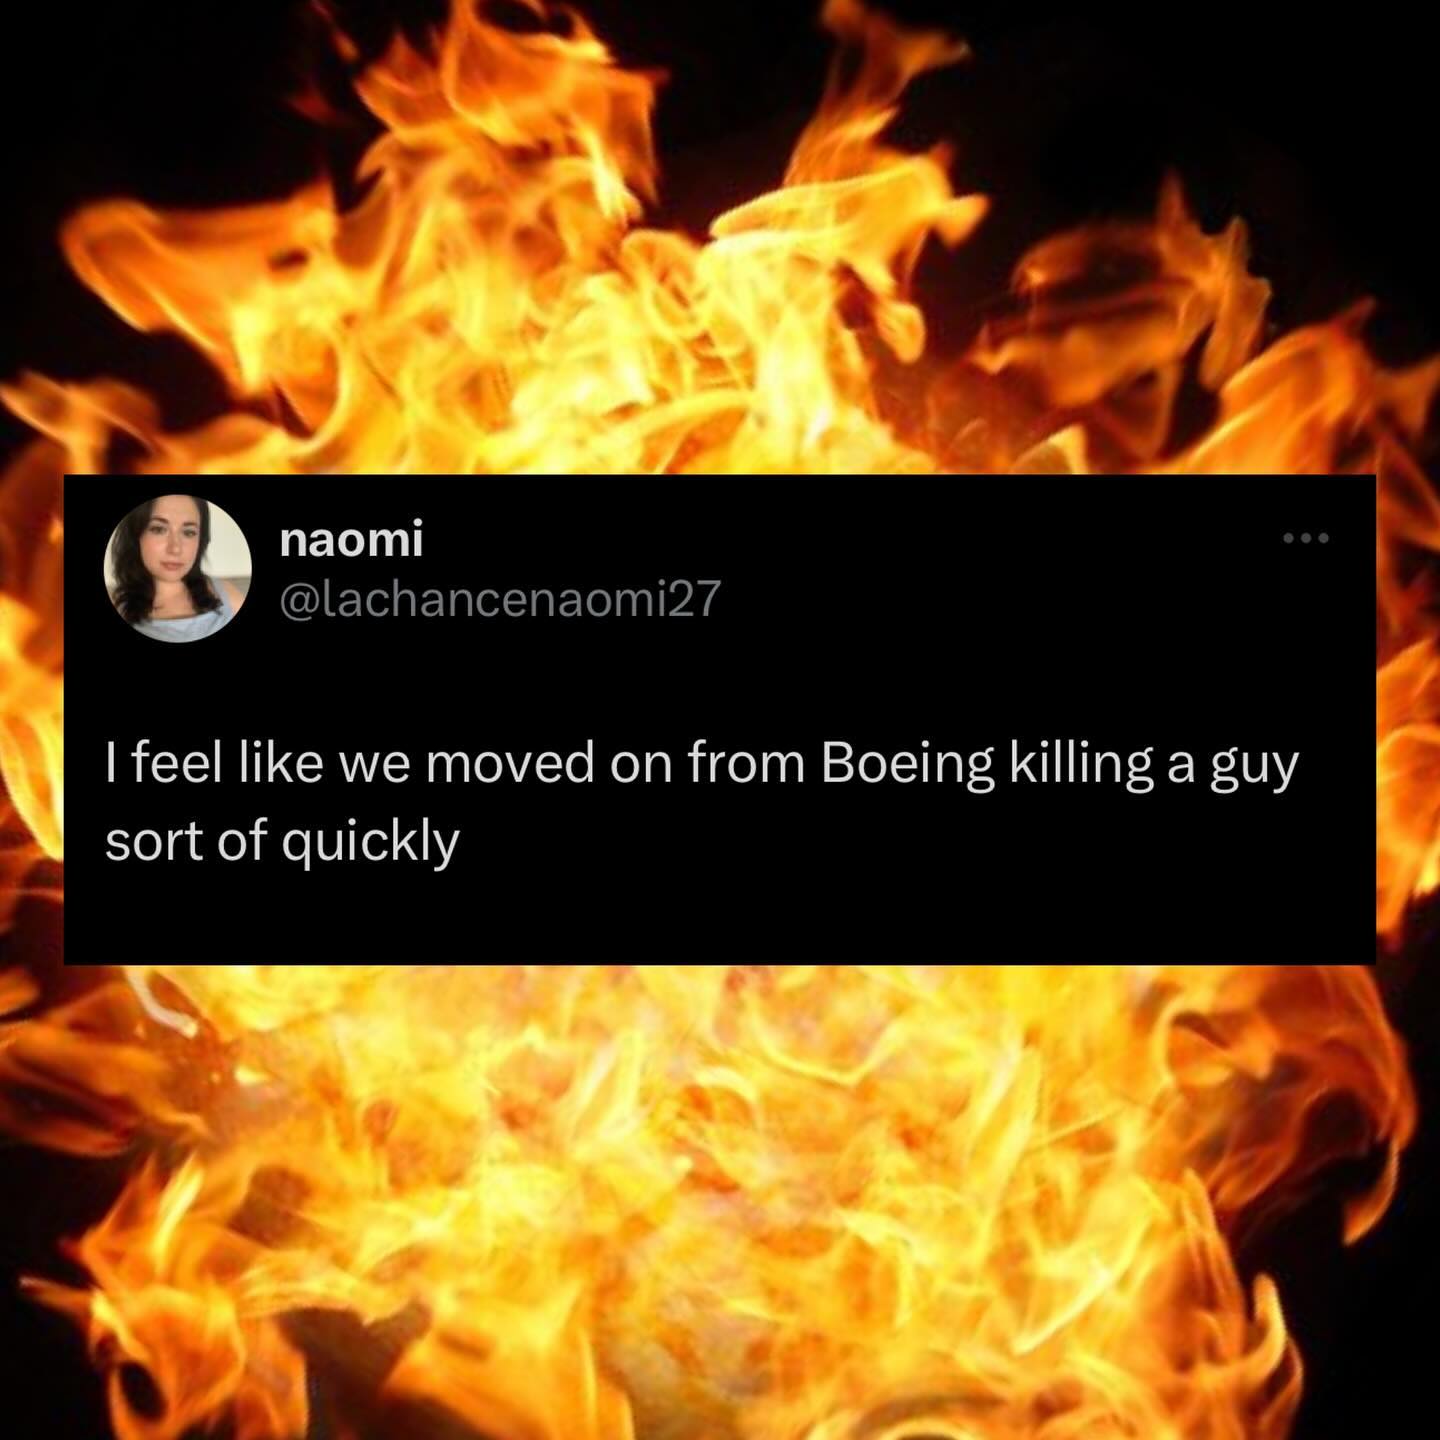 naomi
@lachancenaomi27
I feel like we moved on from Boeing killing a guy
sort of quickly